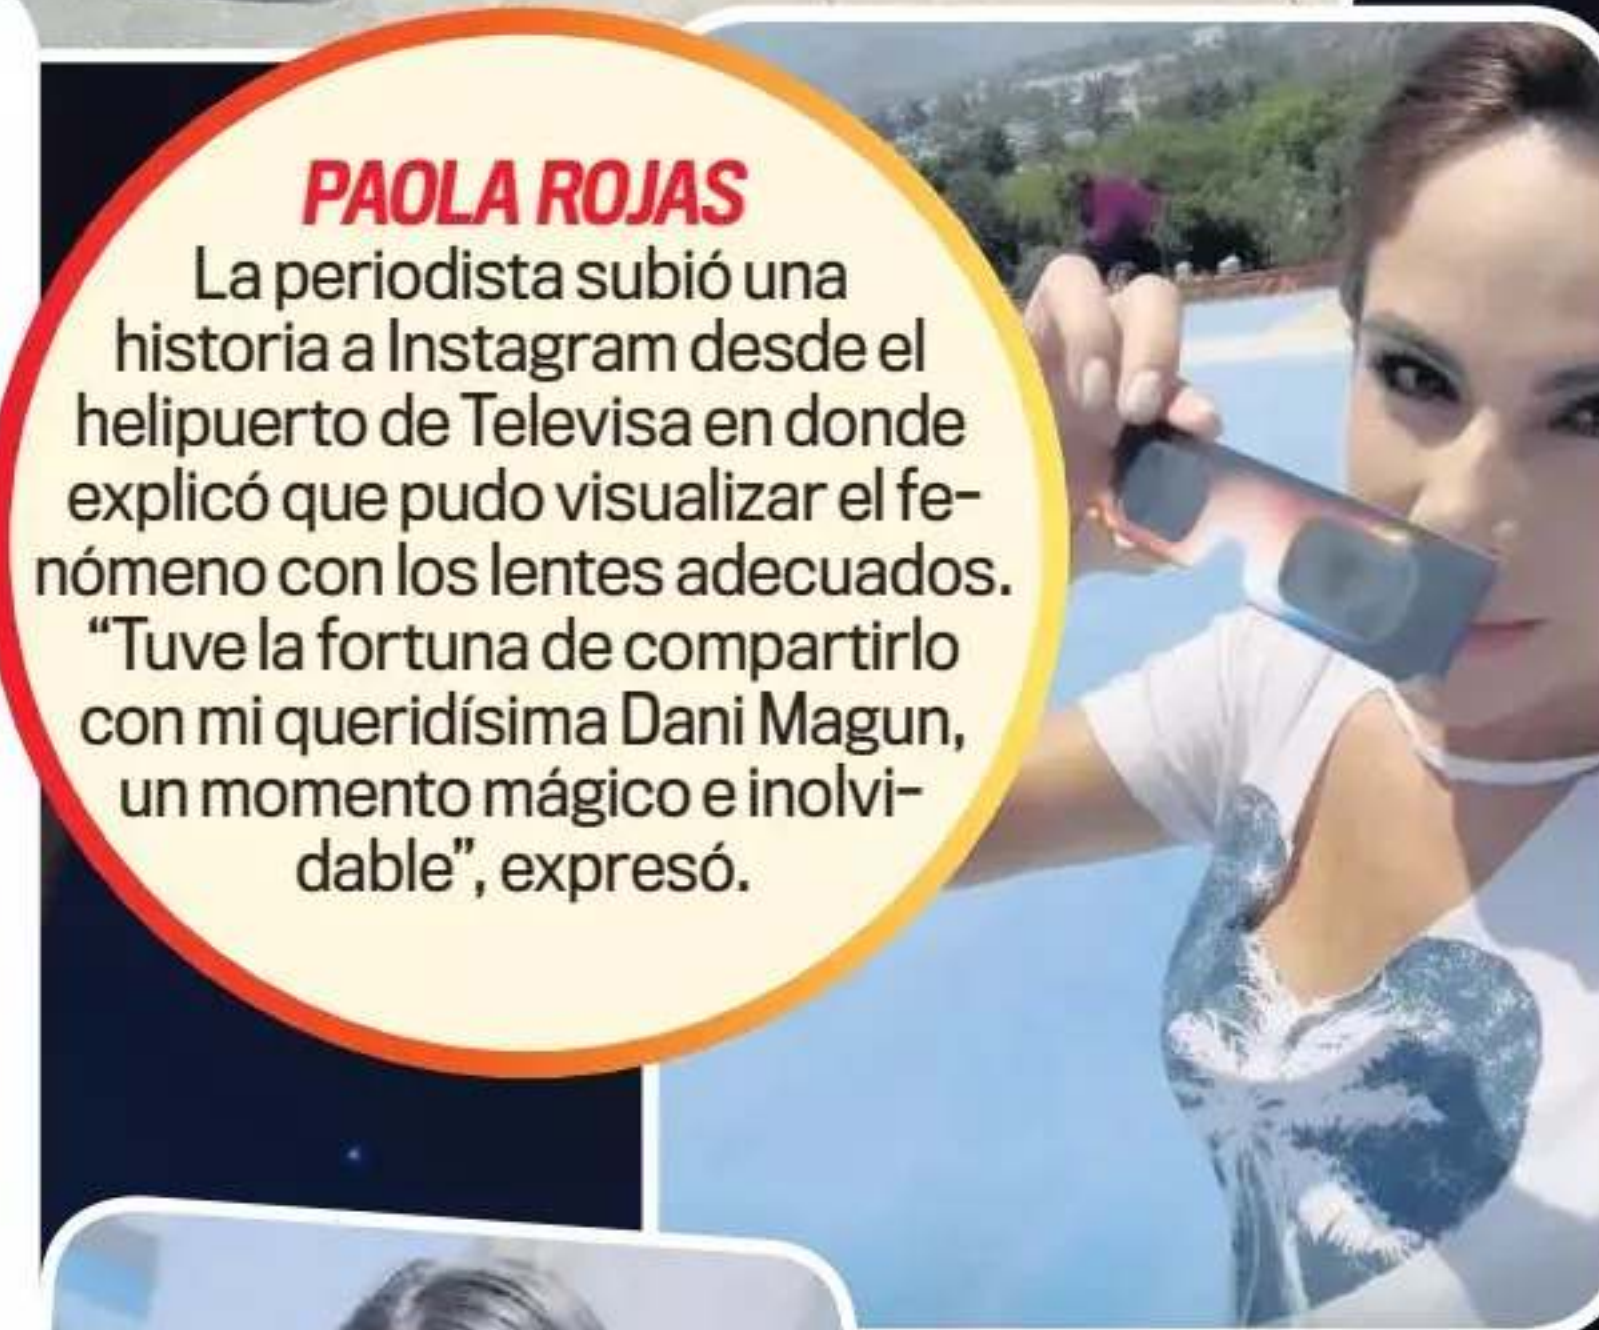 PAOLA ROJAS
La periodista subió una
historia a Instagram desde el
helipuerto de Televisa en donde
explicó que pudo visualizar el fe-
nómeno con los lentes adecuados.
“Tuve la fortuna de compartirlo
con mi queridísima Dani Magun,
un momento mágico e inolvi-
dable”, expresó.